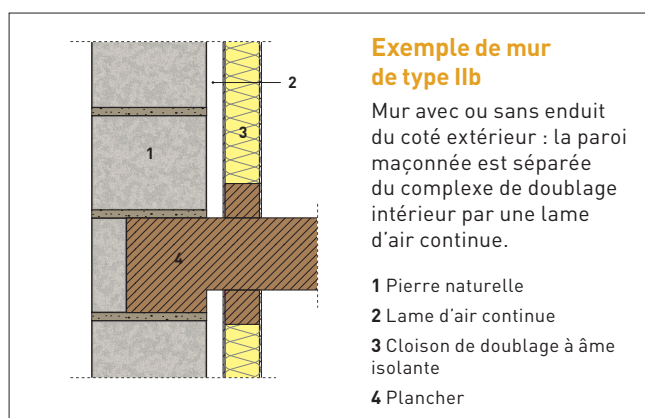 Exemple de mur
de type IIb
Mur avec ou sans enduit
du coté extérieur : la paroi
maçonnée est séparée
du complexe de doublage
intérieur par une lame
d’air continue.
1 Pierre naturelle
2 Lame d’air continue
3 Cloison de doublage à âme
isolante
4 Plancher
2
3
1
4